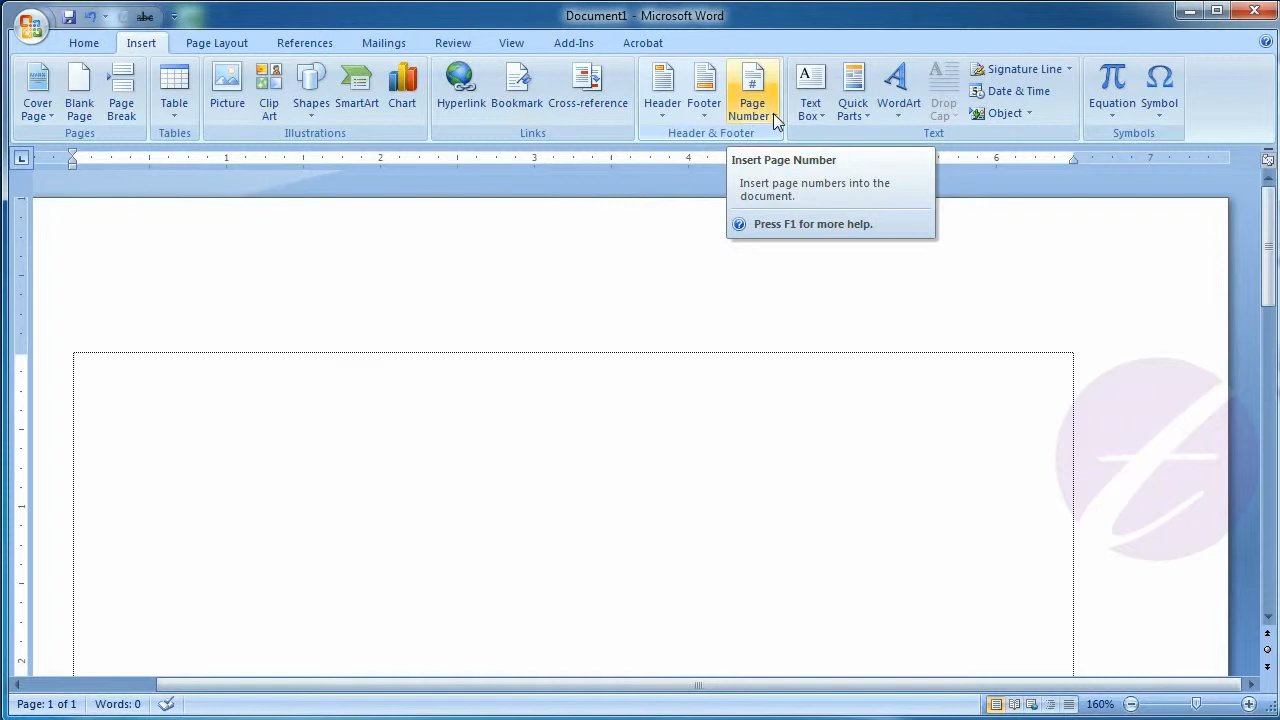 abc
Document1 - Microsoft Word
Home Insert Page Layout References Mailings Review View Add-Ins Acrobat
Cover Page
Blank Page
Page Break
Table
Picture
Clip Art
Shapes
SmartArt
Chart
Hyperlink
Bookmark
Cross-reference
Header
Footer
# Page Number
A Text Box
Quick Parts
A WordArt
A Drop Cap
Signature Line
Date & Time
Object
π Equation
Ω Symbol
Pages Tables Illustrations Links Header & Footer Text Symbols
1 2 3 4 6 7
Insert Page Number
Insert page numbers into the
document.
Press F1 for more help.
1
1
2
t
Page: 1 of 1 Words: 0 160%